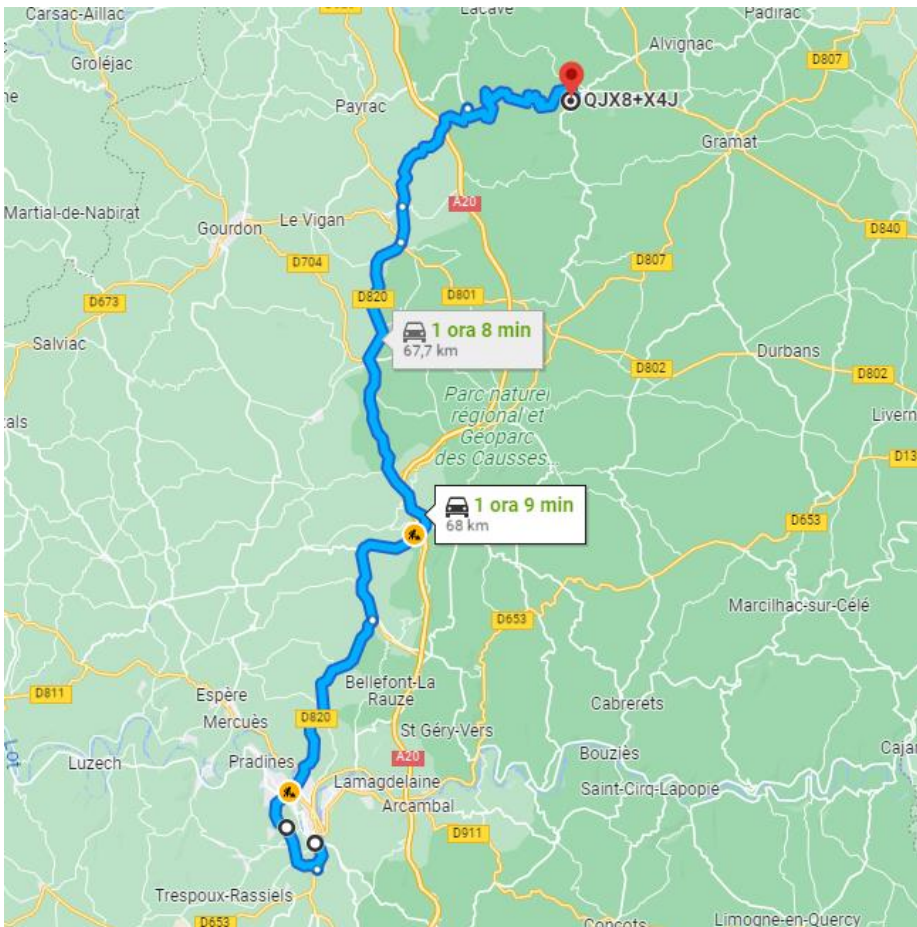 Carsac-Aillac
Lacave
Padirac
Groléjac
Alvignac
D807
Payrac
QJX8+X4J
Gramat
Martial-de-Nabirat
A20
Gourdon
Le Vigan
D840
D704
D807
D673
D820
D801
1 ora 8 min
67,7 km
Salviac
Durbans
D802
D802
Parc naturel
régional et
Géoparc
des Causses...
Livern
D13
1 ora 9 min
68 km
D653
Marcilhac-sur-Célé
D653
D811
Espère
Bellefont-La
Rauze
Cabrerets
Mercuès
D820
St Géry-Vers
Lot
Luzech
Pradines
A20
Bouziès
Cajar
Lamagdelaine
Saint-Cirq-Lapopie
Arcambal
D911
Trespoux-Rassiels
D653
Concots
Limogne-en-Quercy